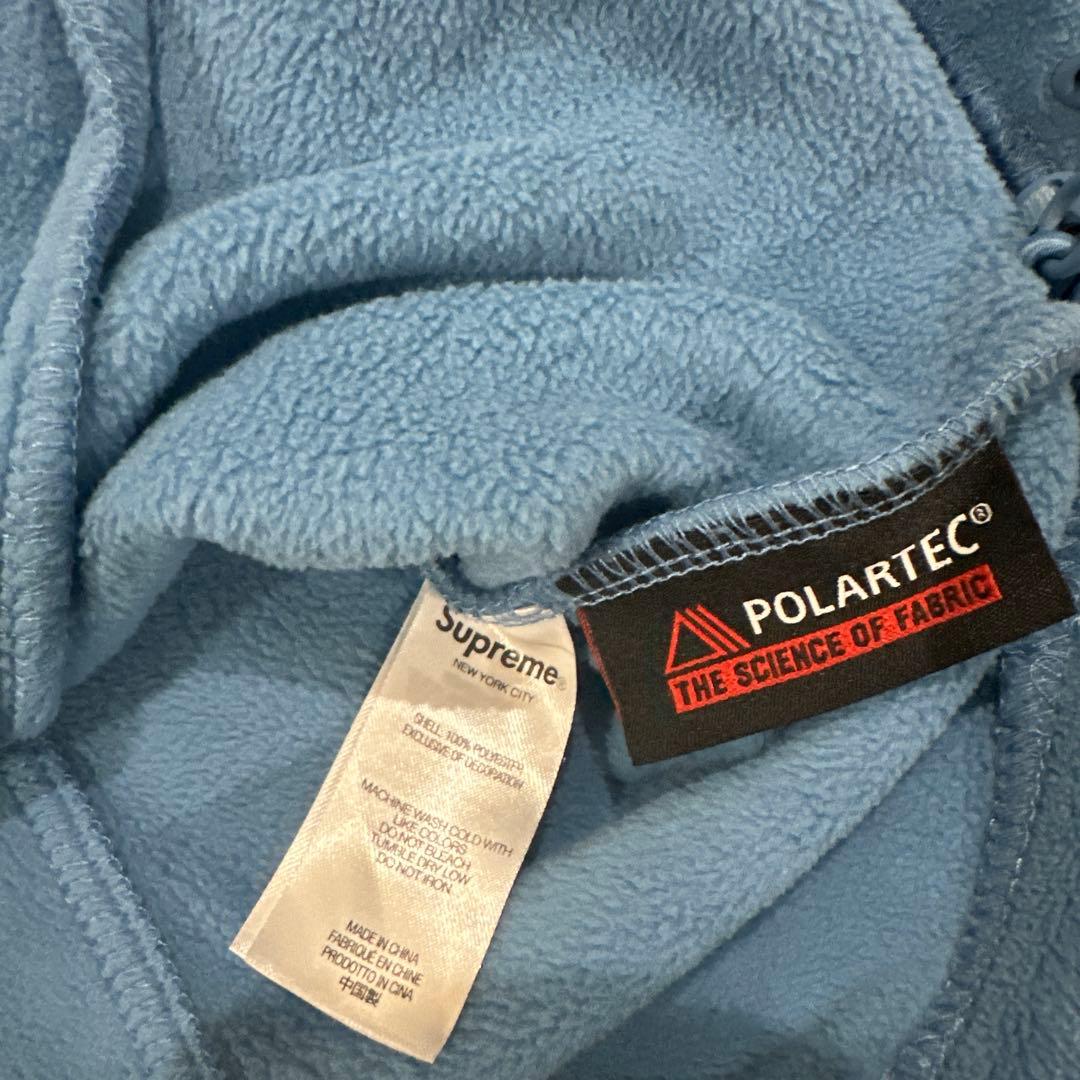 Supreme®
NEW YORK CITY
SHELL: 100% POLYESTER
EXCLUSIVE OF DECORATION
MACHINE WASH COLD WITH
LIKE COLORS
DO NOT BLEACH
TUMBLE DRY LOW
DO NOT IRON.
MADE IN CHINA
FABRIQUÉ EN CHINE
PRODOTTO IN CINA
中国製
POLARTEC®
THE SCIENCE OF FABRIC